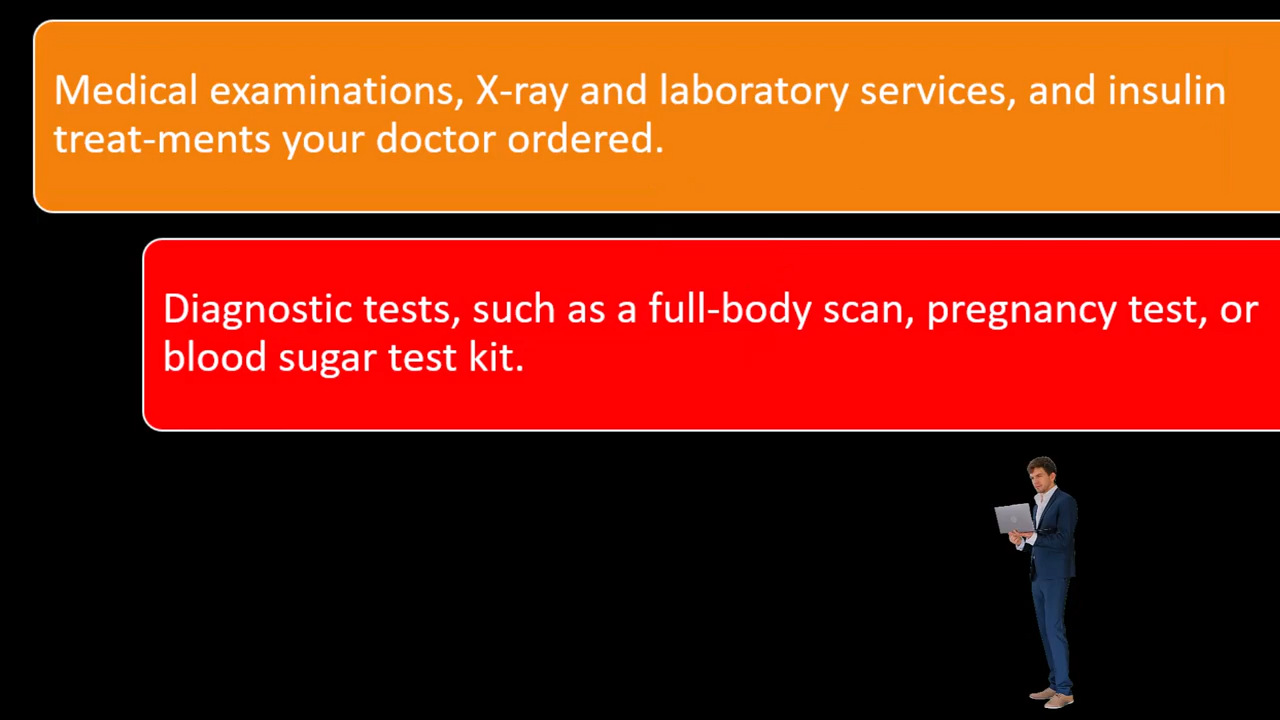 Medical examinations, X-ray and laboratory services, and insulin
treat-ments your doctor ordered.
Diagnostic tests, such as a full-body scan, pregnancy test, or
blood sugar test kit.